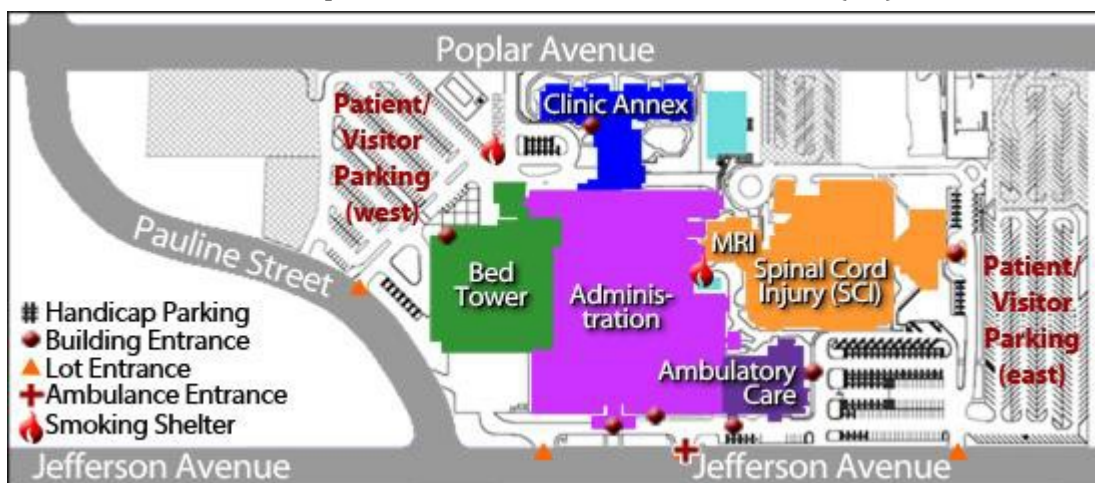 Poplar Avenue
Patient/
Visitor
Parking
(west)
Clinic Annex
Pauline Street
Bed
Tower
Adminis-
tration
MRI
Spinal Cord
Injury (SCI)
Patient/
Visitor
Parking
(east)
Ambulatory
Care
Handicap Parking
Building Entrance
Lot Entrance
Ambulance Entrance
Smoking Shelter
Jefferson Avenue
Jefferson Avenue